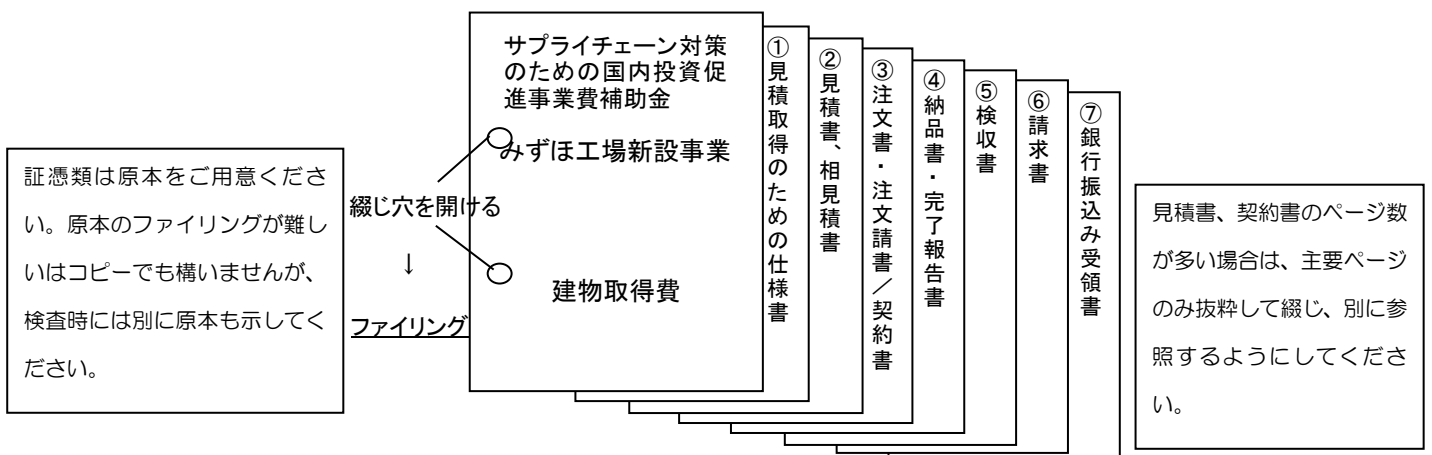 サプライチェーン対策
のための国内投資促
進事業費補助金
みずほ工場新設事業
建物取得費
①見積取得のための仕様書
②見積書、相見積書
③注文書・注文請書／契約書
④納品書・完了報告書
⑤検収書
⑥請求書
⑦銀行振込み受領書
証憑類は原本をご用意くださ
い。原本のファイリングが難し
いはコピーでも構いませんが、
検査時には別に原本も示してく
ださい。
綴じ穴を開ける
↓
ファイリング
見積書、契約書のページ数
が多い場合は、主要ページ
のみ抜粋して綴じ、別に参
照するようにしてくださ
い。